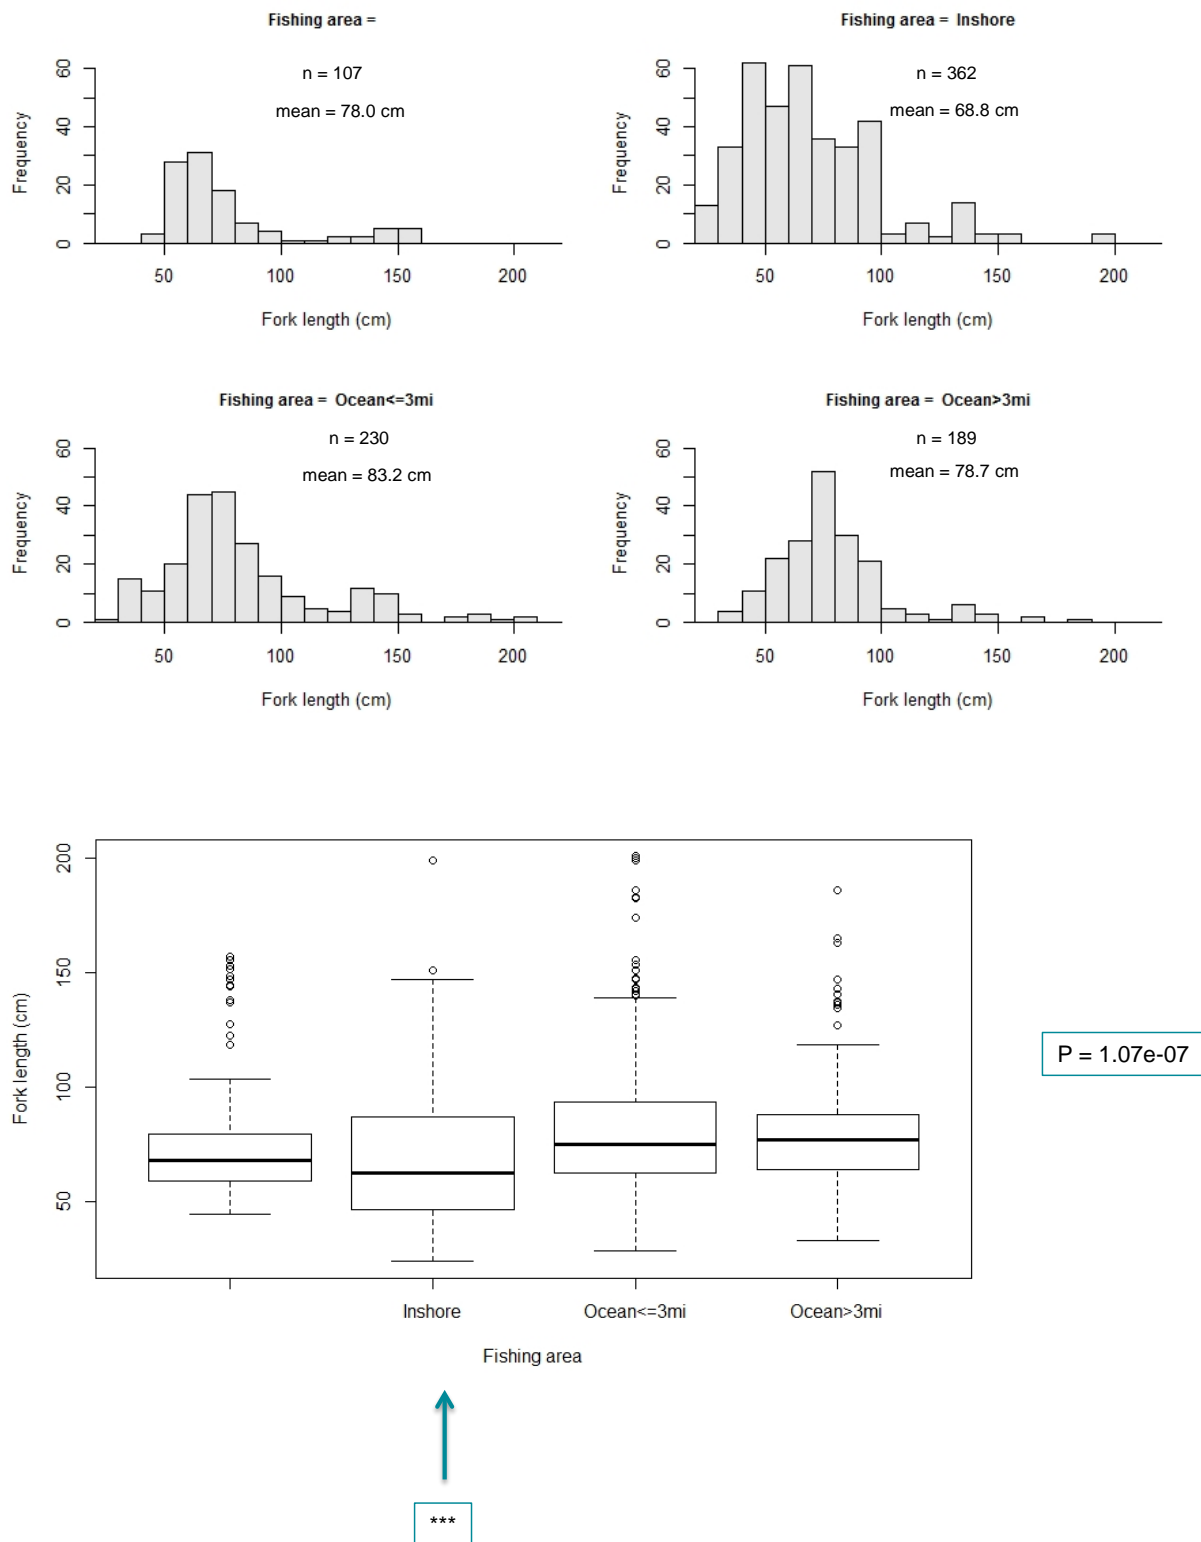 Fishing area =
n = 107
mean = 78.0 cm
Frequency
0 20 40 60
50 100 150 200
Fork length (cm)
Fishing area = Inshore
n = 362
mean = 68.8 cm
Frequency
0 20 40 60
50 100 150 200
Fork length (cm)
Fishing area = Ocean<=3mi
n = 230
mean = 83.2 cm
Frequency
0 20 40 60
50 100 150 200
Fork length (cm)
Fishing area = Ocean>3mi
n = 189
mean = 78.7 cm
Frequency
0 20 40 60
50 100 150 200
Fork length (cm)
Fork length (cm)
50 100 150 200
Inshore Ocean<=3mi Ocean>3mi
Fishing area
P = 1.07e-07
***